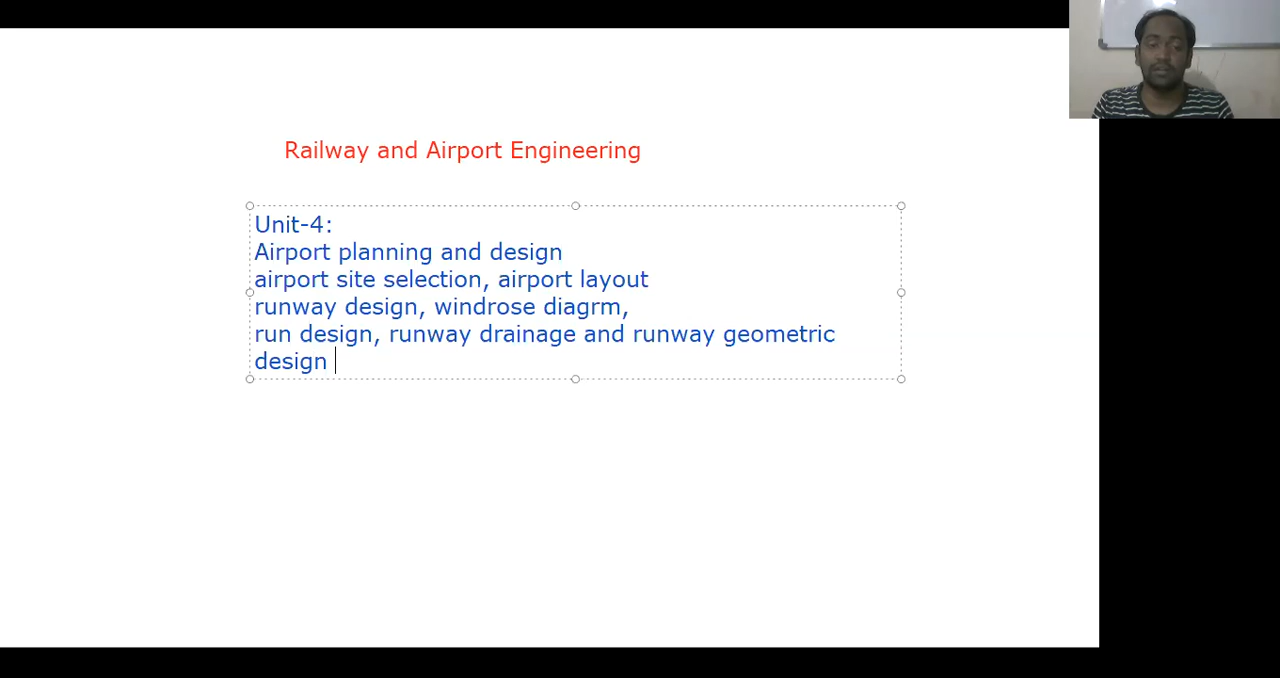 Railway and Airport Engineering
Unit-4:
Airport planning and design
airport site selection, airport layout
runway design, windrose diagrm,
run design, runway drainage and runway geometric
design